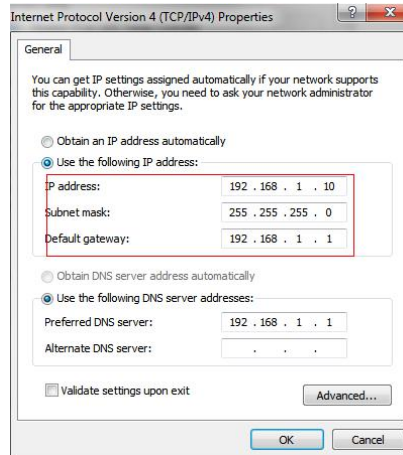 Internet Protocol Version 4 (TCP/IPv4) Properties
General
You can get IP settings assigned automatically if your network supports
this capability. Otherwise, you need to ask your network administrator
for the appropriate IP settings.
Obtain an IP address automatically
Use the following IP address:
IP address: 192 . 168 . 1 . 10
Subnet mask: 255 . 255 . 255 . 0
Default gateway: 192 . 168 . 1 . 1
Obtain DNS server address automatically
Use the following DNS server addresses:
Preferred DNS server: 192 . 168 . 1 . 1
Alternate DNS server: . . .
Validate settings upon exit
Advanced...
OK Cancel